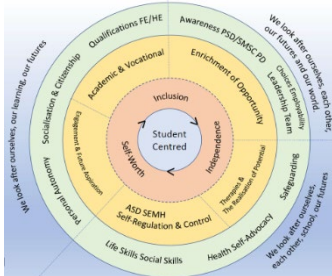 Student
Centred
Inclusion
Independence
Self-Worth
Academic & Vocational
Enrichment of Opportunity
Therapies &
The Realisation of Potential
ASD SEMH
Self-Regulation & Control
Engagement & Future Aspiration
Qualifications FE/HE
Awareness PSD/SMSC PD
Choices Employability
Leadership Team
Safeguarding
Health Self-Advocacy
Life Skills Social Skills
Personal Autonomy
Socialisation & Citizenship
We look after ourselves, our learning, our futures
We look after ourselves, each other,
our futures and our world.
We look after ourselves,
each other, school, our futures